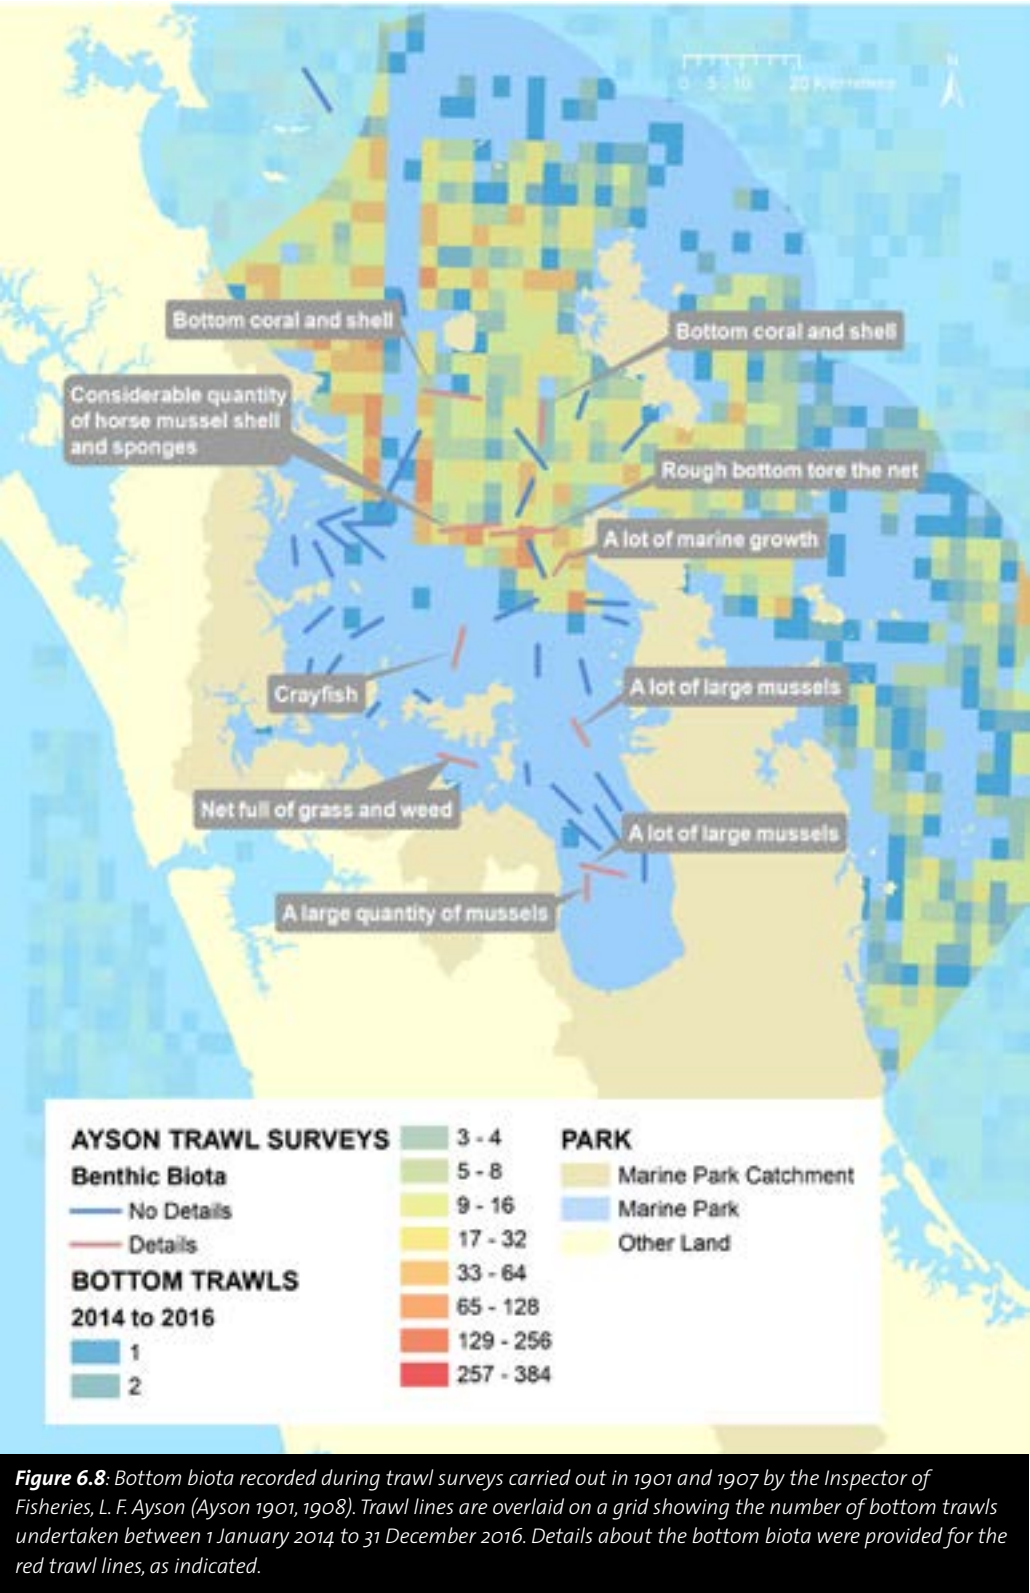 N
0 5 10 20 Kilometres
Bottom coral and shell
Bottom coral and shell
Considerable quantity
of horse mussel shell
and sponges
Rough bottom tore the net
A lot of marine growth
Crayfish
A lot of large mussels
Net full of grass and weed
A lot of large mussels
A large quantity of mussels
AYSON TRAWL SURVEYS
Benthic Biota
No Details
Details
BOTTOM TRAWLS
2014 to 2016
1
2
3 - 4
5 - 8
9 - 16
17 - 32
33 - 64
65 - 128
129 - 256
257 - 384
PARK
Marine Park Catchment
Marine Park
Other Land
Figure 6.8: Bottom biota recorded during trawl surveys carried out in 1901 and 1907 by the Inspector of
Fisheries, L. F. Ayson (Ayson 1901, 1908). Trawl lines are overlaid on a grid showing the number of bottom trawls
undertaken between 1 January 2014 to 31 December 2016. Details about the bottom biota were provided for the
red trawl lines, as indicated.